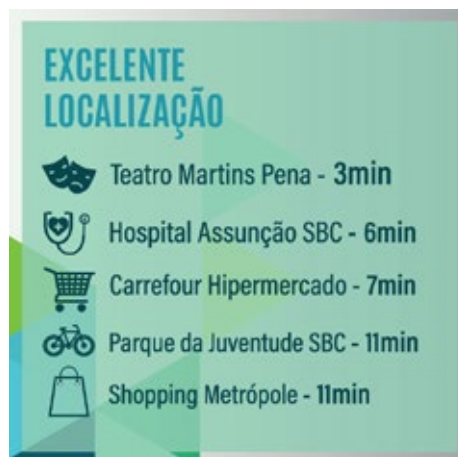 EXCELENTE
LOCALIZAÇÃO
Teatro Martins Pena - 3min
Hospital Assunção SBC - 6min
Carrefour Hipermercado - 7min
Parque da Juventude SBC - 11min
Shopping Metrópole - 11min